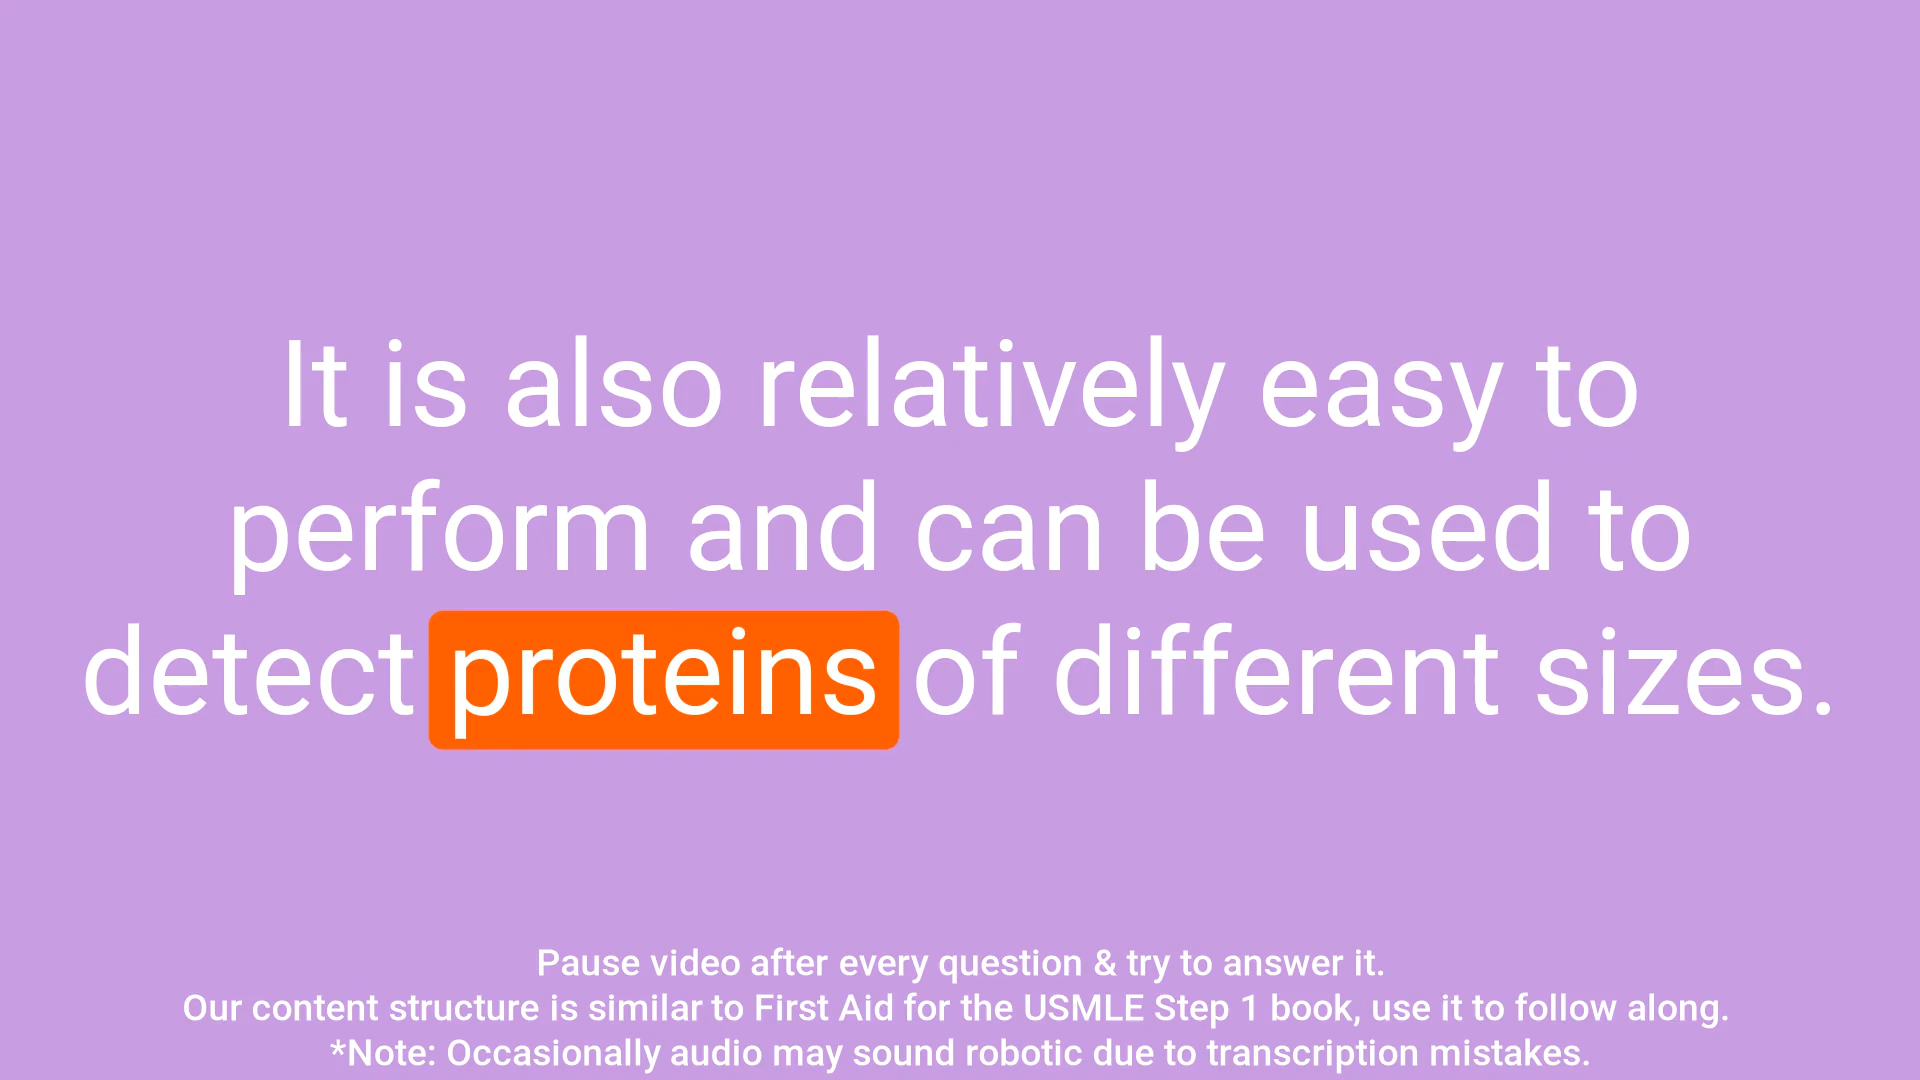 It is also relatively easy to
perform and can be used to
detect proteins of different sizes.
Pause video after every question & try to answer it.
Our content structure is similar to First Aid for the USMLE Step 1 book, use it to follow along.
*Note: Occasionally audio may sound robotic due to transcription mistakes.